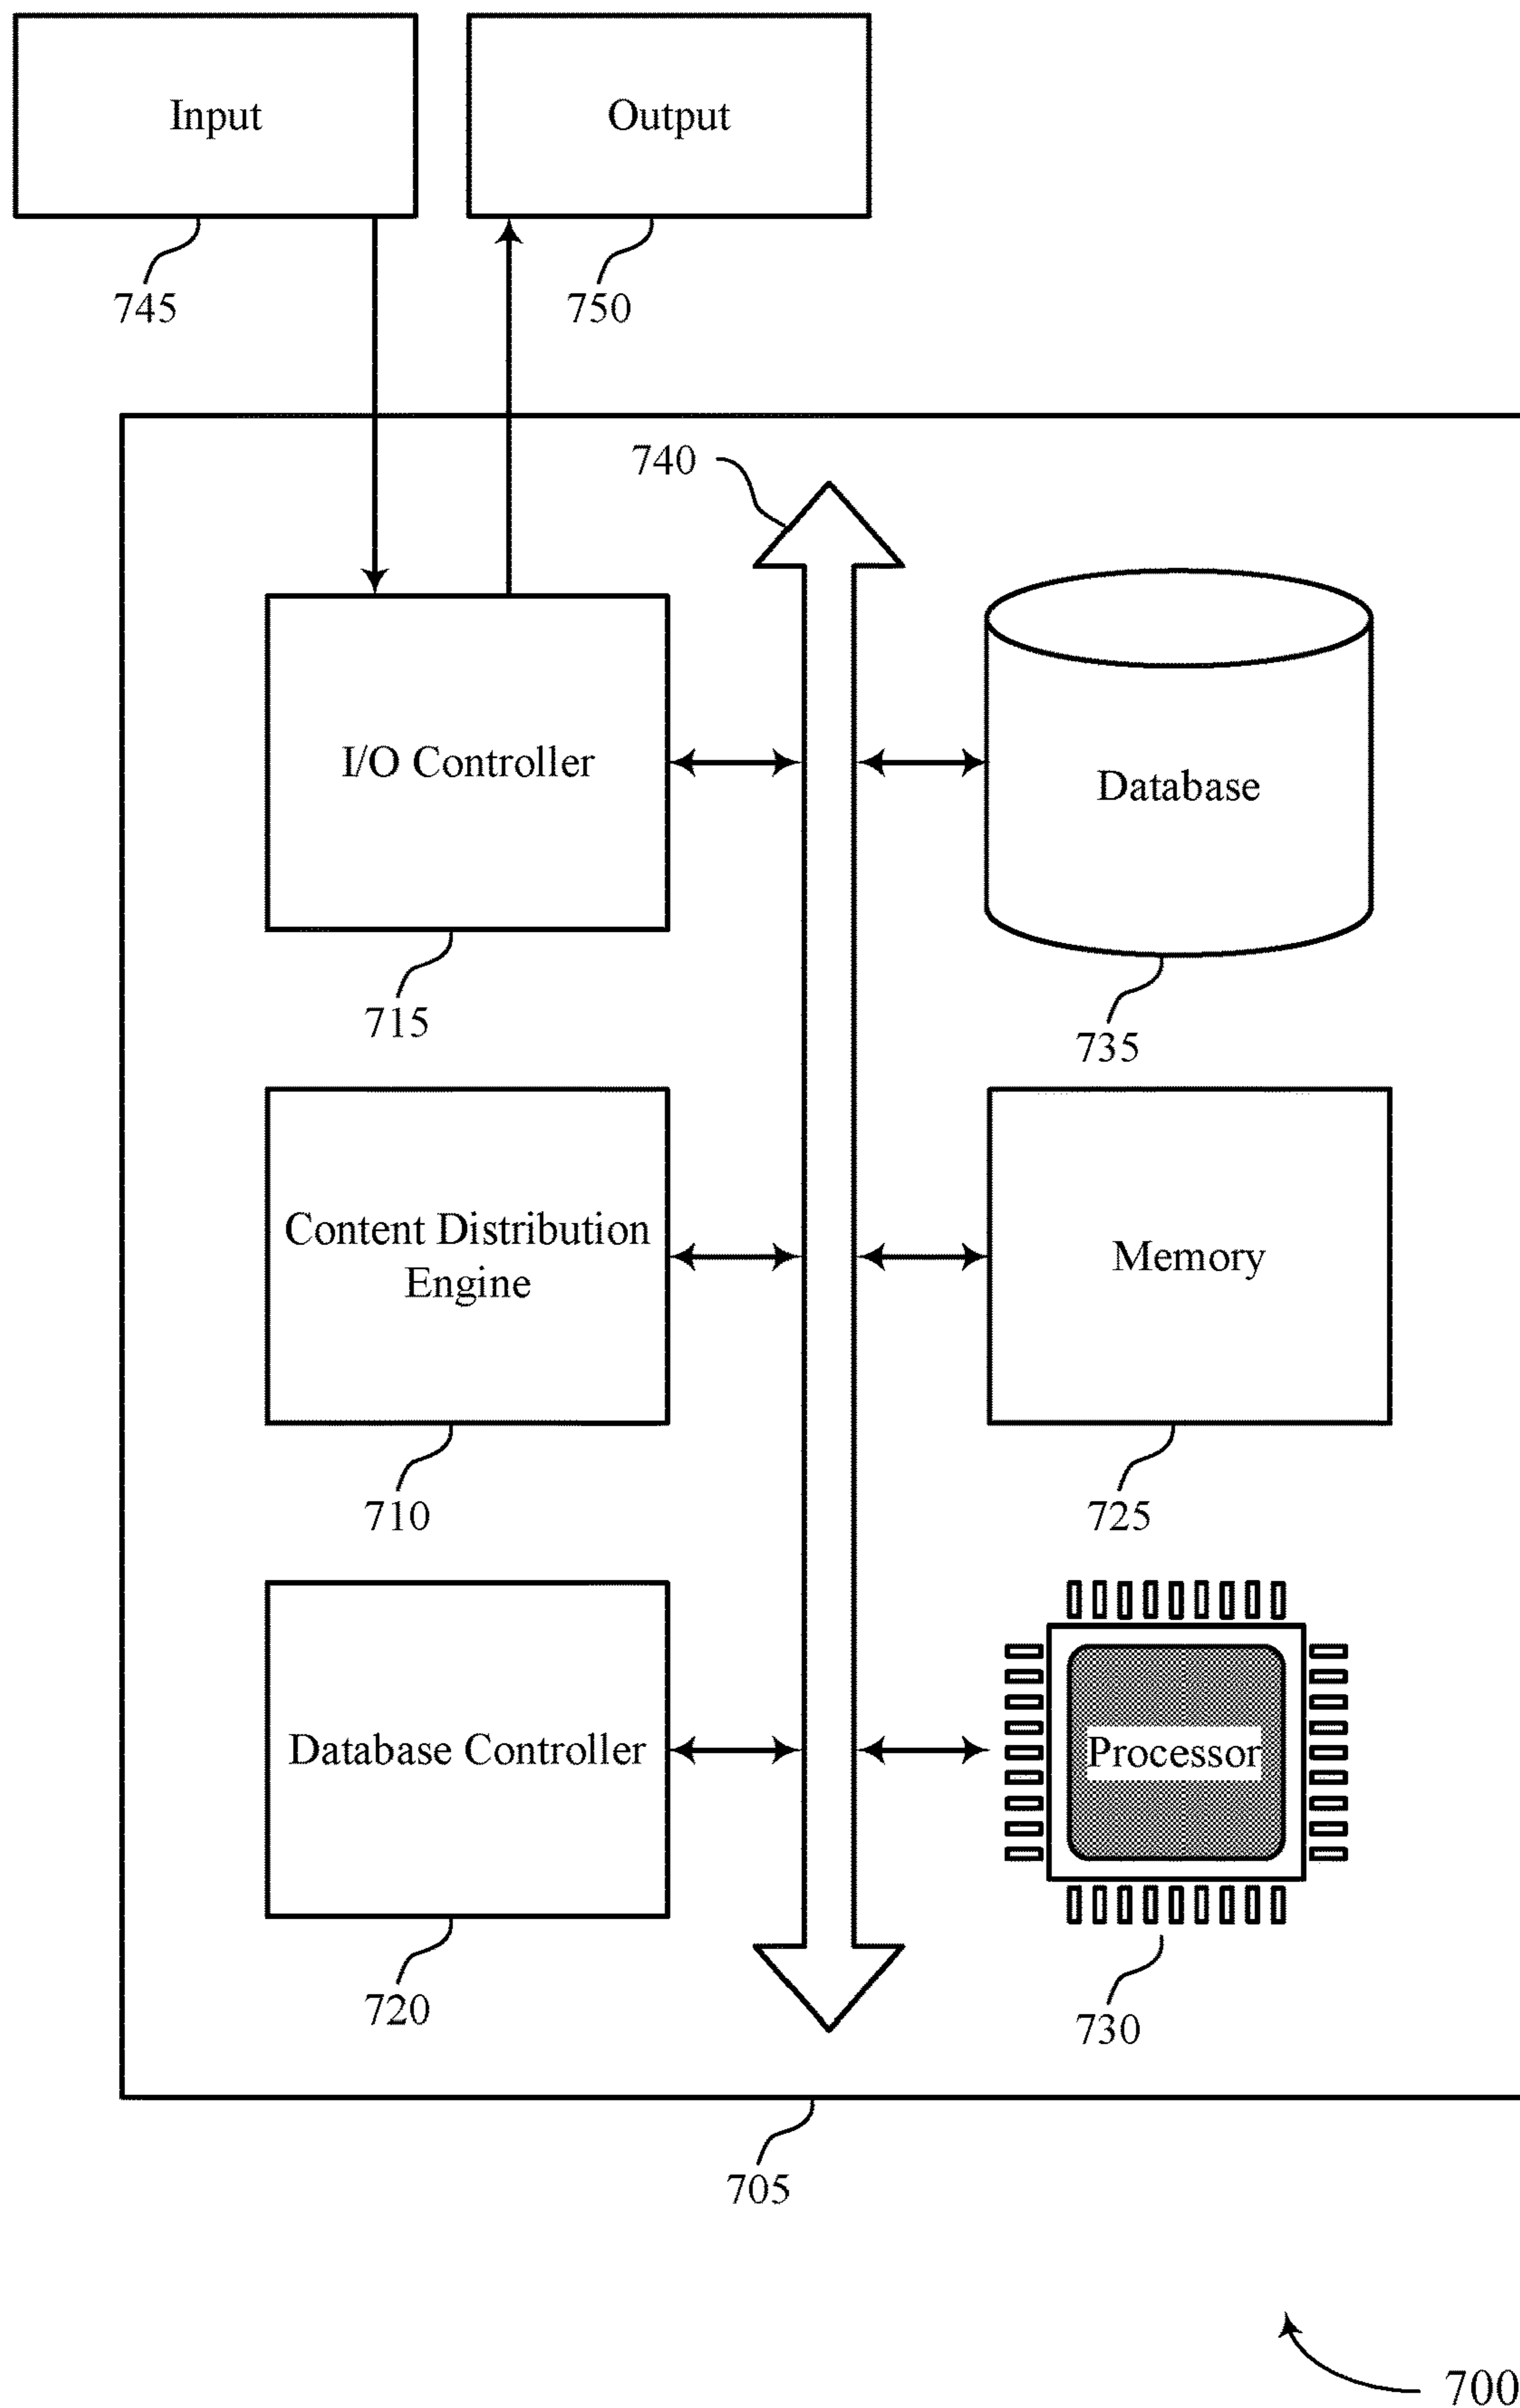 Input
Output
745
750
740
I/O Controller
Database
715
735
Content Distribution
Engine
Memory
710
725
Database Controller
Processor
720
730
705
700